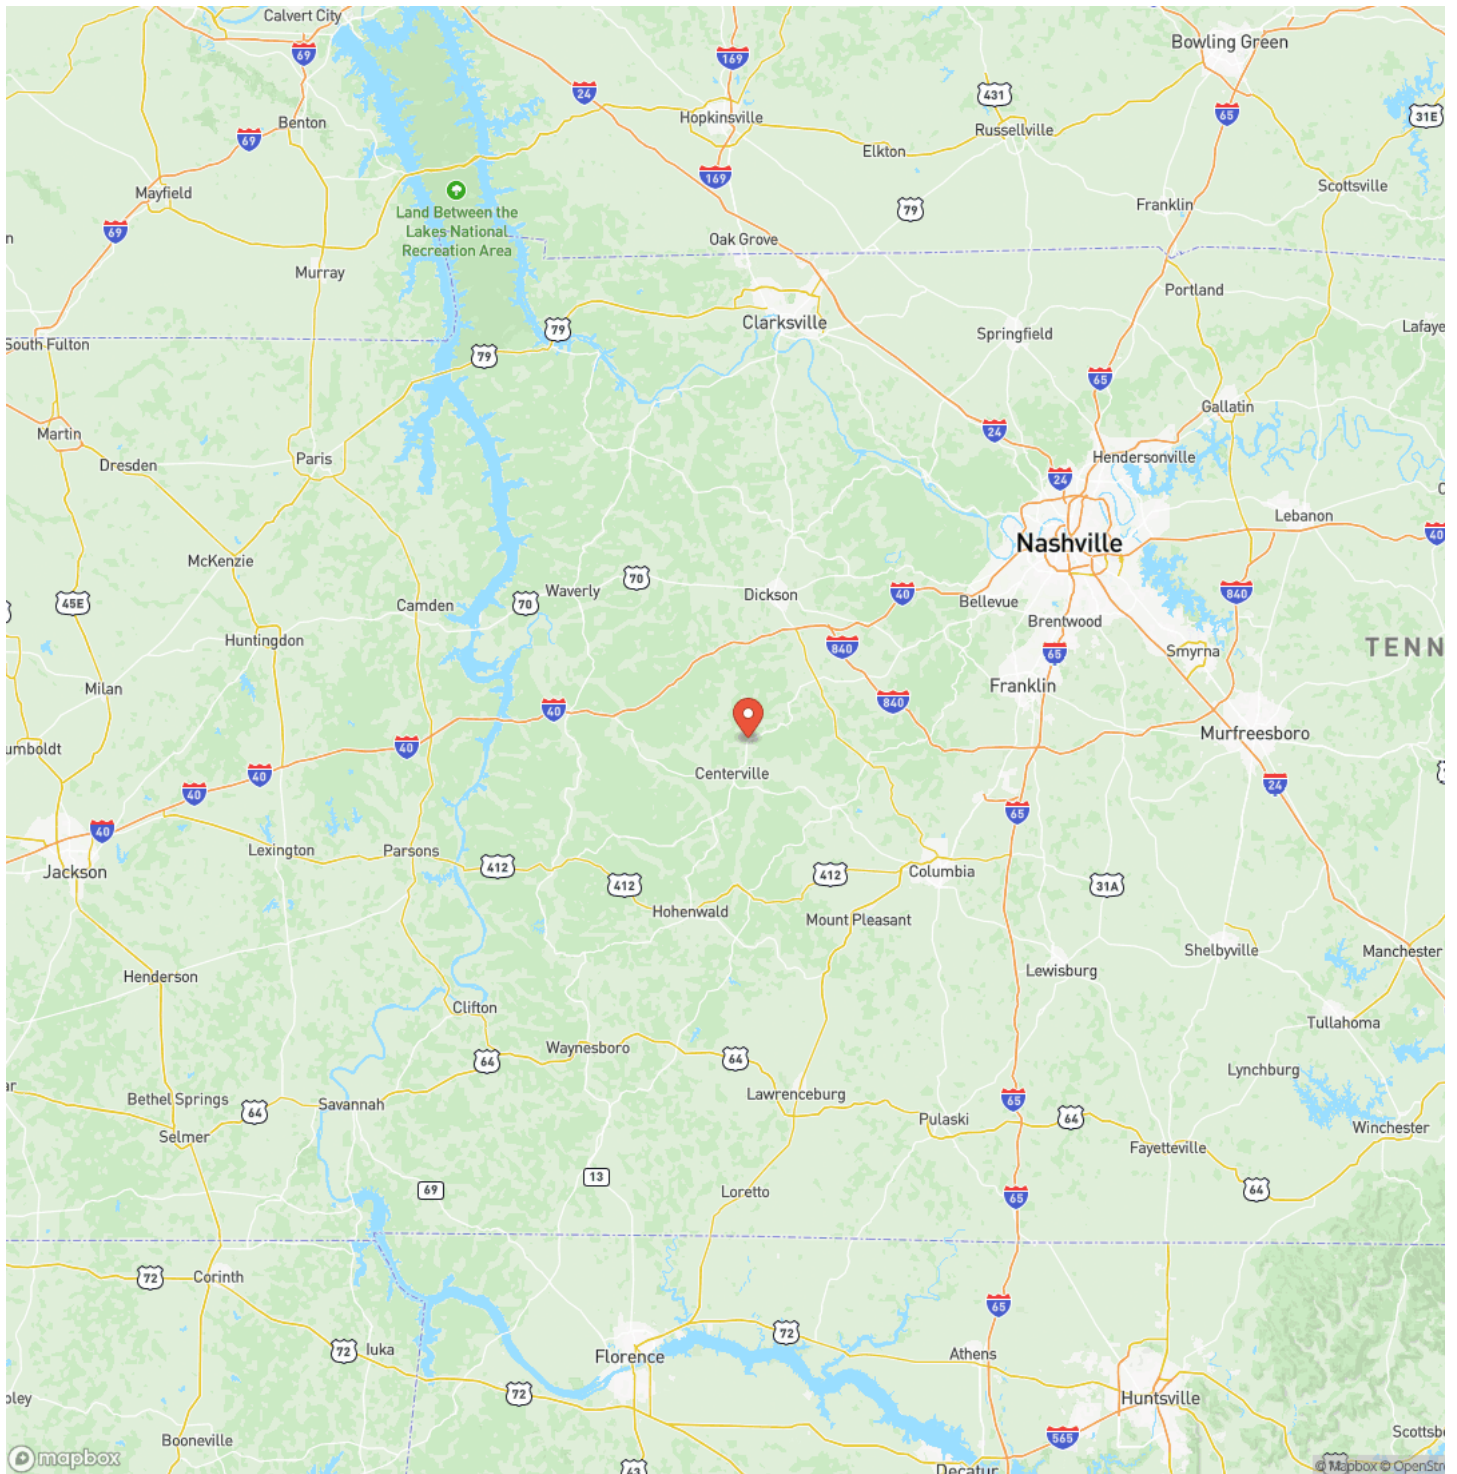 Calvert City
Bowling Green
69
169
24
431
65
31E
Hopkinsville
Benton
Russellville
69
Elkton
169
Mayfield
Scottsville
79
Franklin
Land Between the
Lakes National
Recreation Area
69
n
Oak Grove
Murray
Portland
Clarksville
79
Lafaye
Springfield
South Fulton
79
65
Gallatin
24
Martin
Hendersonville
Paris
Dresden
24
Lebanon
40
Nashville
McKenzie
70
Waverly
Dickson
40
840
45E
Camden
70
Bellevue
Brentwood
Huntingdon
840
65
Smyrna
TENN
Milan
Franklin
840
40
Murfreesboro
umboldt
40
40
Centerville
40
24
65
40
Lexington
Parsons
412
Jackson
412
412
Columbia
31A
Hohenwald
Mount Pleasant
Shelbyville
Manchester
Henderson
Lewisburg
Clifton
Tullahoma
Waynesboro
64
64
Lynchburg
ar
Bethel Springs
64
Savannah
Lawrenceburg
65
Pulaski
64
Winchester
Selmer
Fayetteville
69
13
Loretto
65
64
72
Corinth
65
72
Iuka
72
Florence
Athens
72
Huntsville
oley
Booneville
565
Scottsb
mapbox
43
Decatur
© Mapbox © OpenStre